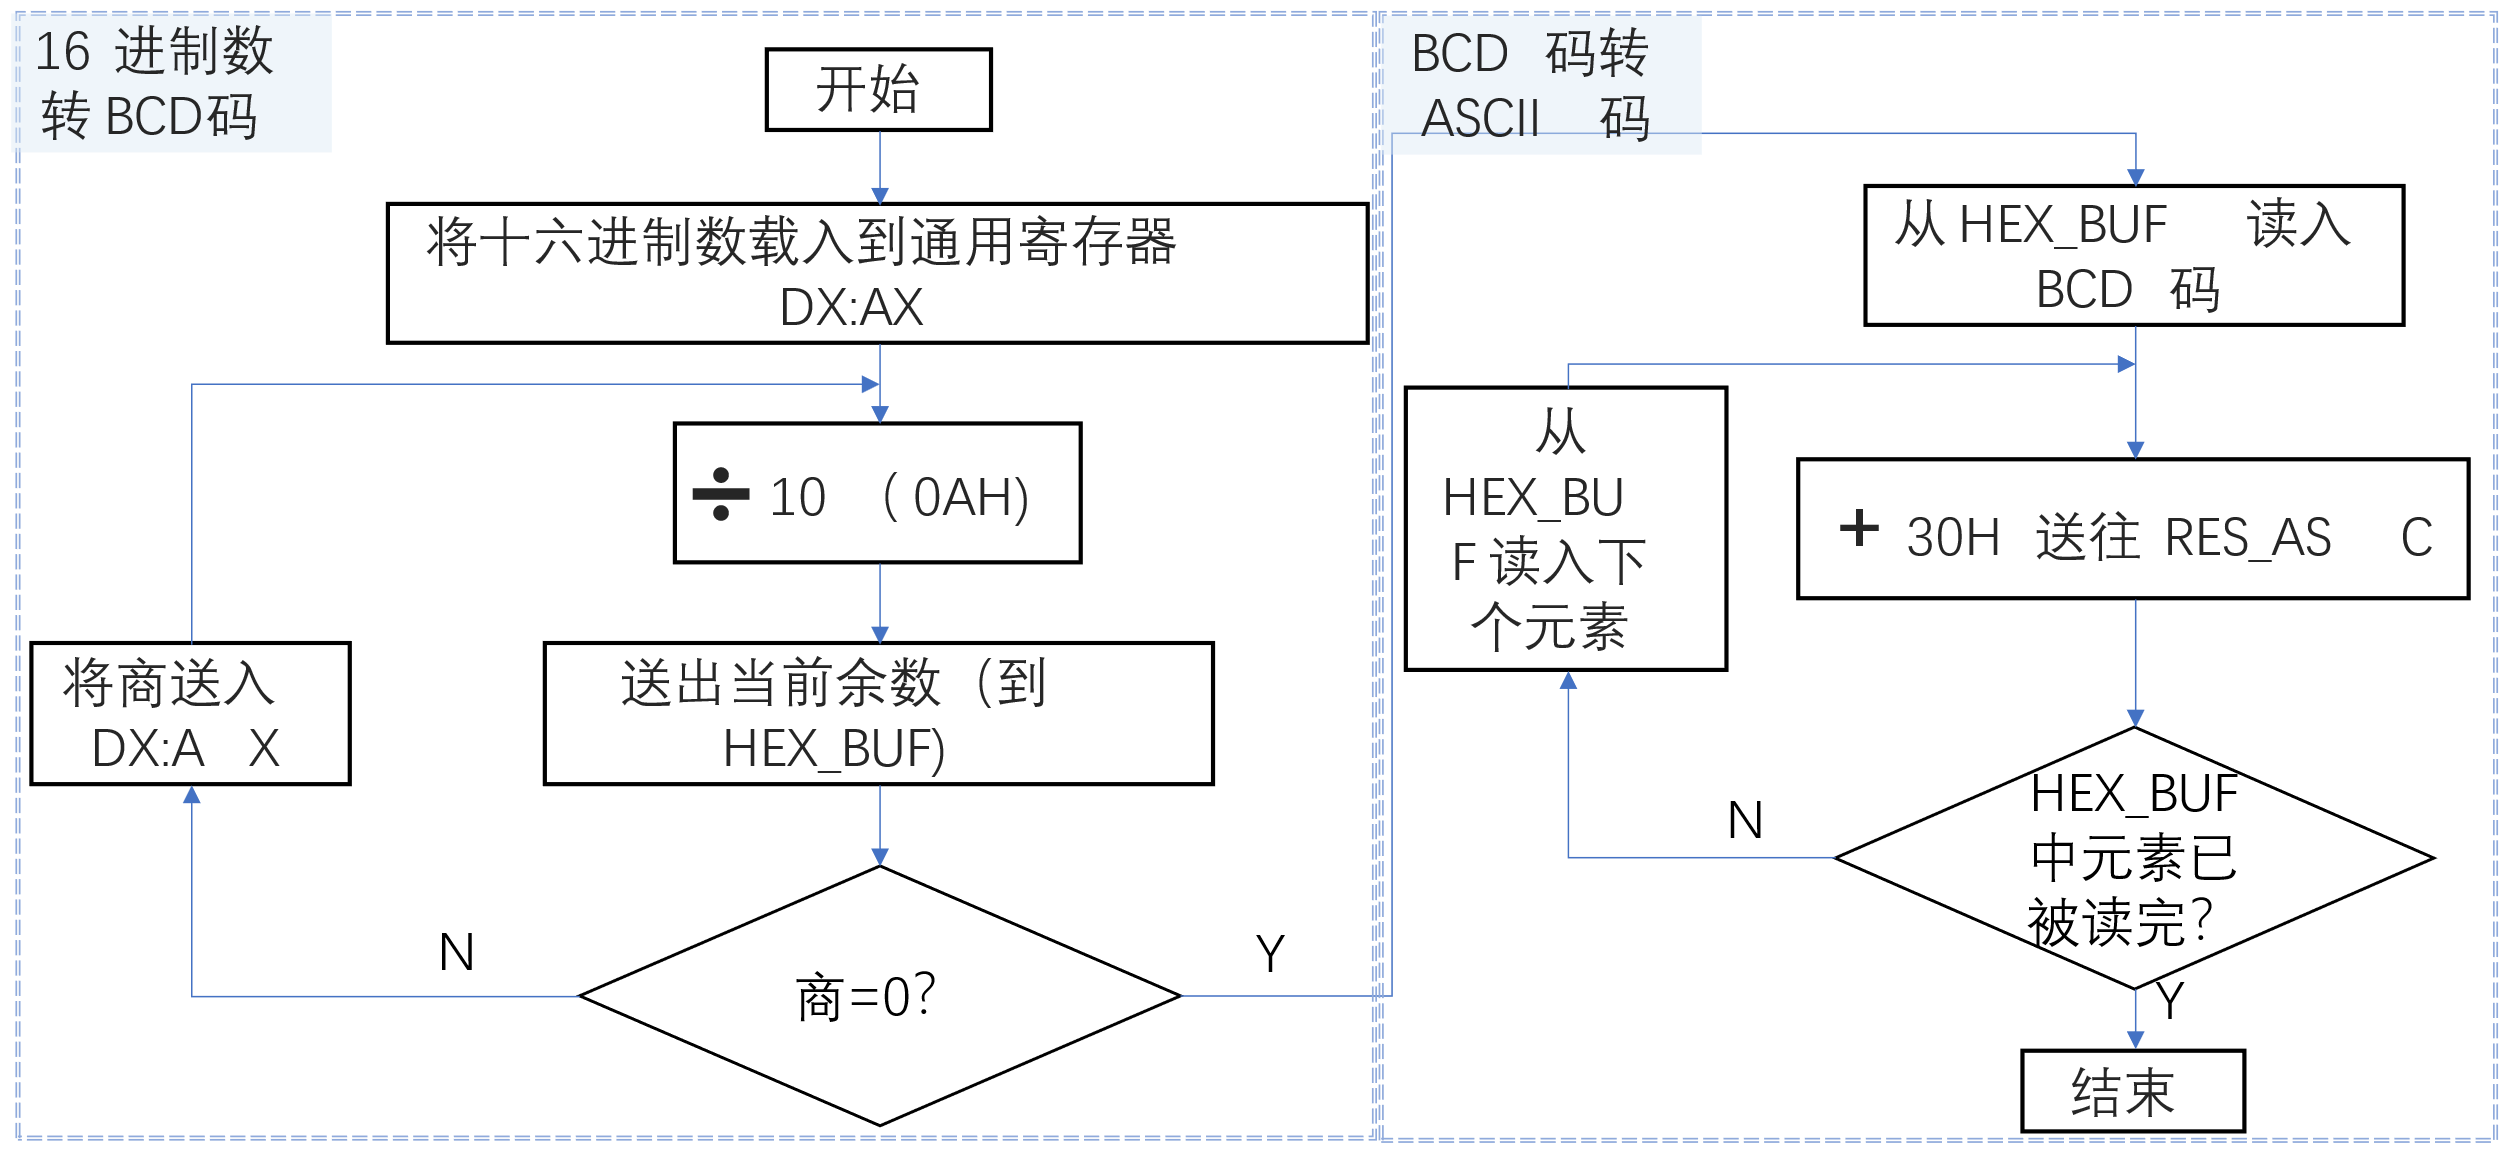 16 进制数
转 BCD码
开始
将十六进制数载入到通用寄存器
DX:AX
÷ 10 （ 0AH)
送出当前余数（到
HEX_BUF)
将商送入
DX:A X
N
商=0?
Y
BCD 码转
ASCII 码
从 HEX_BUF 读入
BCD 码
从
HEX_BU
F 读入下
个元素
+ 30H 送往 RES_AS C
N
HEX_BUF
中元素已
被读完?
Y
结束